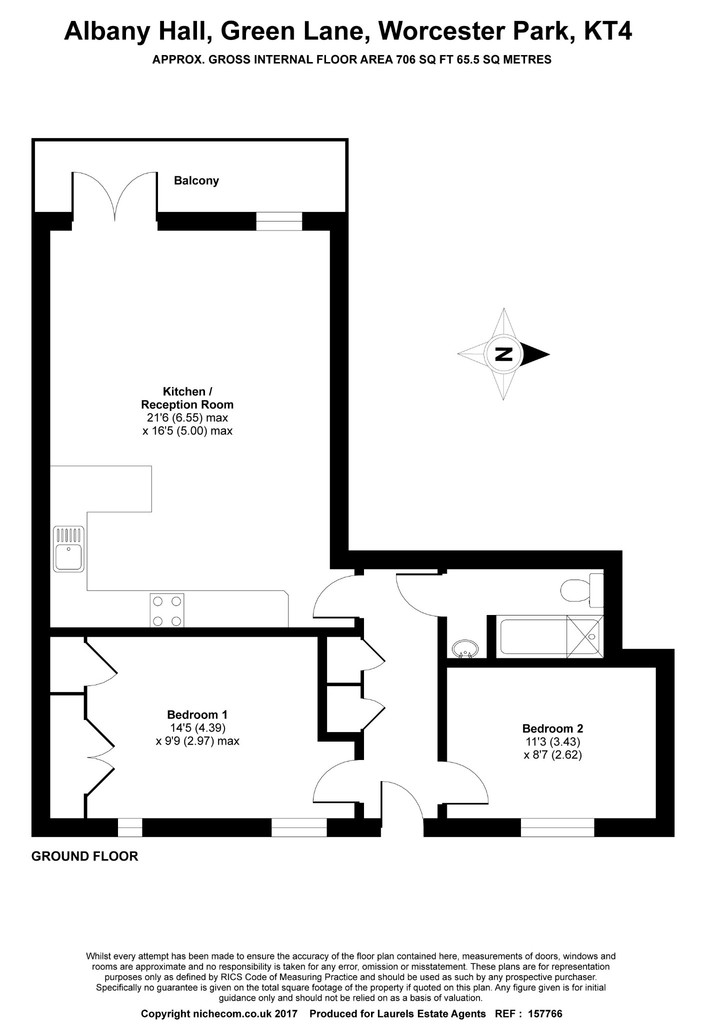 Albany Hall, Green Lane, Worcester Park, KT4
APPROX. GROSS INTERNAL FLOOR AREA 706 SQ FT 65.5 SQ METRES
Balcony
N
Kitchen /
Reception Room
21'6 (6.55) max
x 16'5 (5.00) max
Bedroom 1
14'5 (4.39)
x 9'9 (2.97) max
Bedroom 2
11'3 (3.43)
x 8'7 (2.62)
GROUND FLOOR
Whilst every attempt has been made to ensure the accuracy of the floor plan contained here, measurements of doors, windows and
rooms are approximate and no responsibility is taken for any error, omission or misstatement. These plans are for representation
purposes only as defined by RICS Code of Measuring Practice and should be used as such by any prospective purchaser.
Specifically no guarantee is given on the total square footage of the property if quoted on this plan. Any figure given is for initial
guidance only and should not be relied on as a basis of valuation.
Copyright nichecom.co.uk 2017 Produced for Laurels Estate Agents REF : 157766